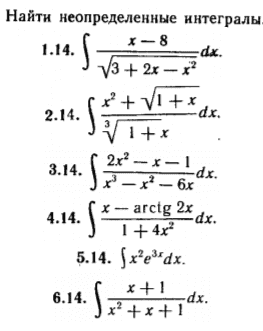 Найти неопределенные интегралы.
1.14. ∫ (x − 8)/√(3 + 2x − x²) dx.
2.14. ∫ (x² + √(1 + x))/∛(1 + x) dx.
3.14. ∫ (2x² − x − 1)/(x³ − x² − 6x) dx.
4.14. ∫ (x − arctg 2x)/(1 + 4x²) dx.
5.14. ∫ x²e³ˣdx.
6.14. ∫ (x + 1)/(x² + x + 1) dx.